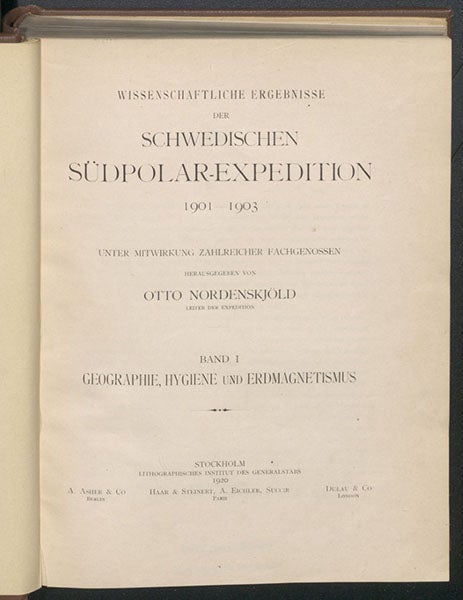 WISSENSCHAFTLICHE ERGEBNISSE
DER
SCHWEDISCHEN
SÜDPOLAR-EXPEDITION
1901 1903
UNTER MITWIRKUNG ZAHLREICHER FACHGENOSSEN
HERAUSGEGEBEN VON
OTTO NORDENSKJÖLD
LEITER DER EXPEDITION
BAND I
GEOGRAPHIE, HYGIENE UND ERDMAGNETISMUS
STOCKHOLM
LITHOGRAPHISCHES INSTITUT DES GENERALSTABS
1920
A. ASHER & CO HAAR & STEINERT, A. EICHLER, SUCCR DULAU & CO
BERLIN PARIS LONDON